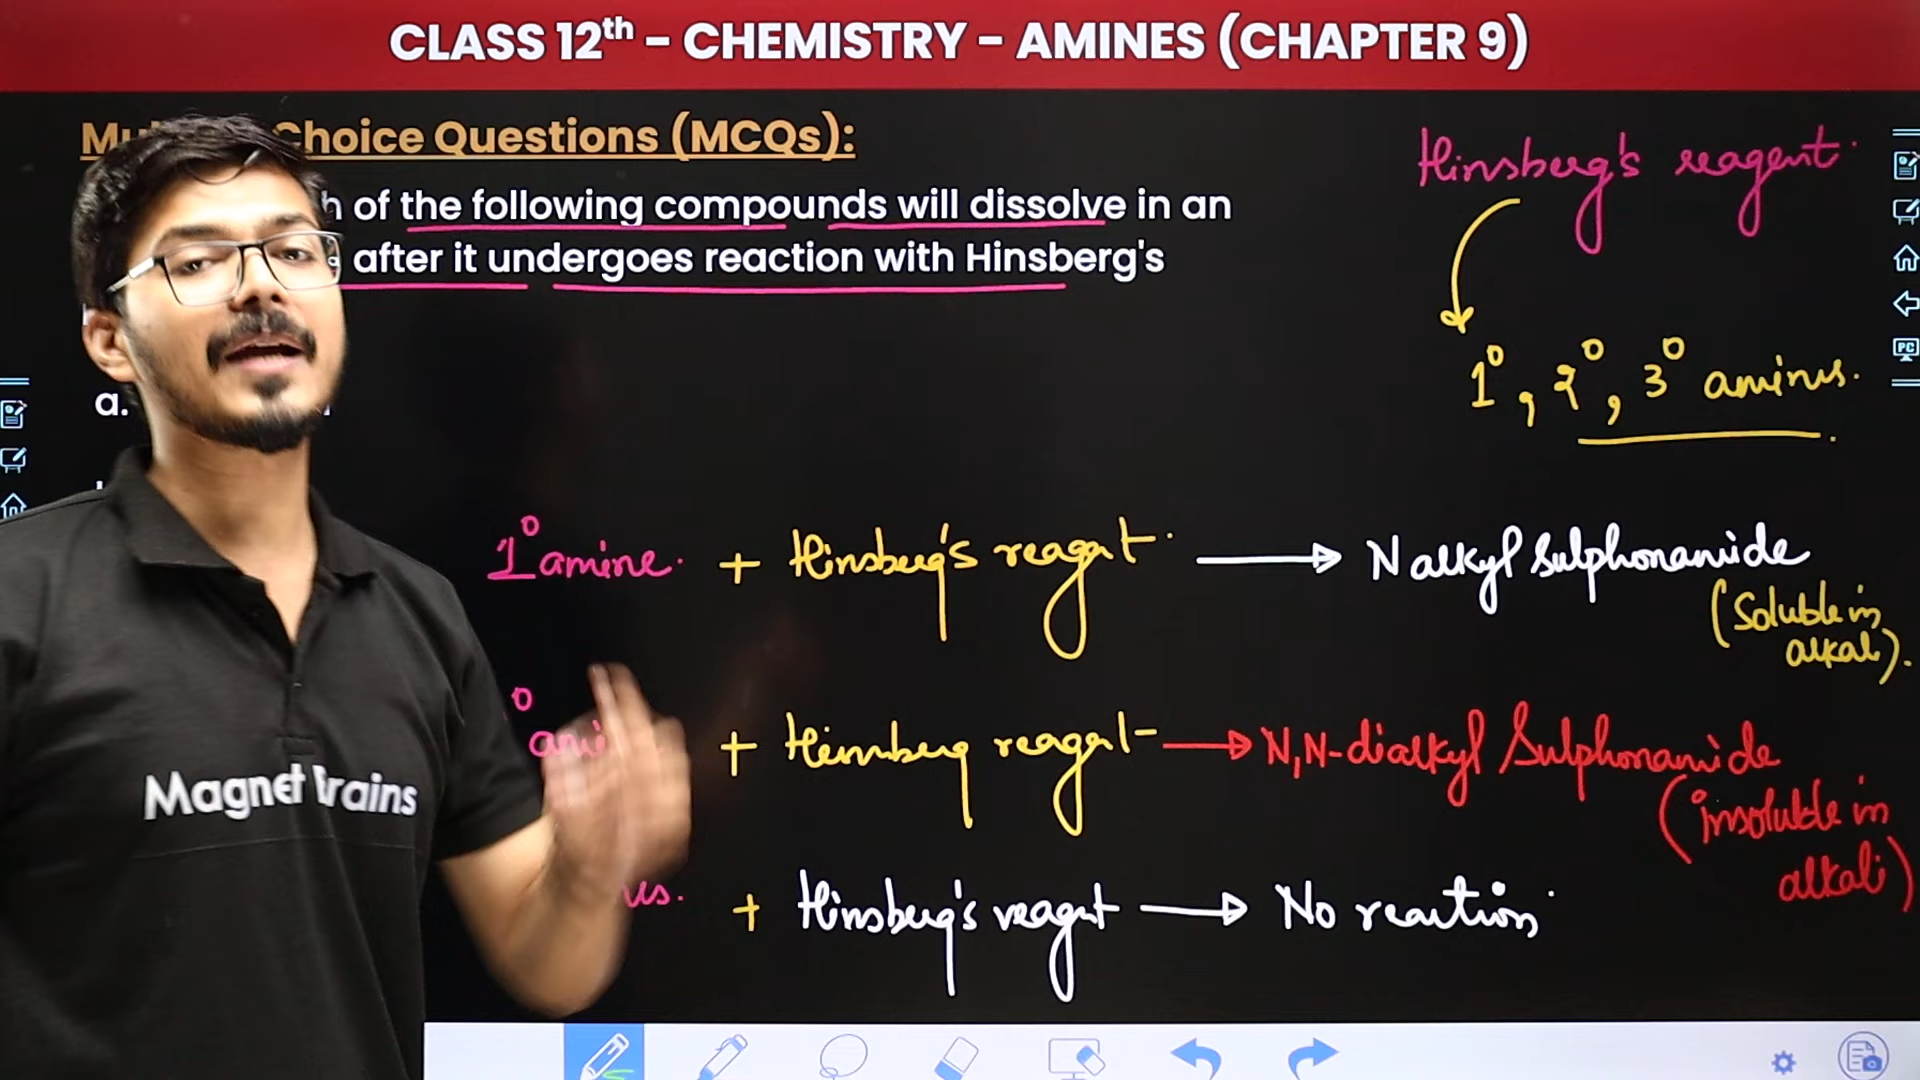 CLASS 12th - CHEMISTRY - AMINES (CHAPTER 9)
Choice Questions (MCQs):
of the following compounds will dissolve in an
after it undergoes reaction with Hinsberg's
a.
Hinsberg's reagent.
1°, 2°, 3° amines.
1° amine. + Hinsberg's reagent. → N alkyl Sulphonamide
(Soluble in
alkali).
+ Hinsberg reagent → N,N-dialkyl Sulphonamide
(insoluble in
alkali)
+ Hinsberg's reagent → No reaction.
Magnet Brains
PC